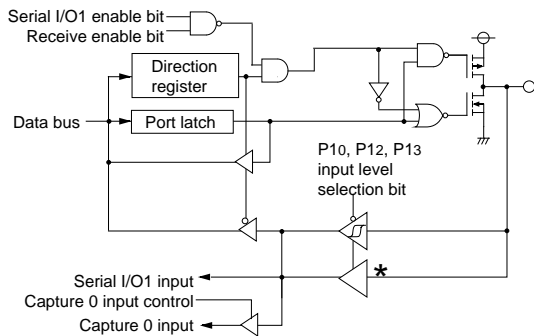 Serial I/O1 enable bit
Receive enable bit
Direction
register
Data bus
Port latch
P10, P12, P13
input level
selection bit
*
Serial I/O1 input
Capture 0 input control
Capture 0 input